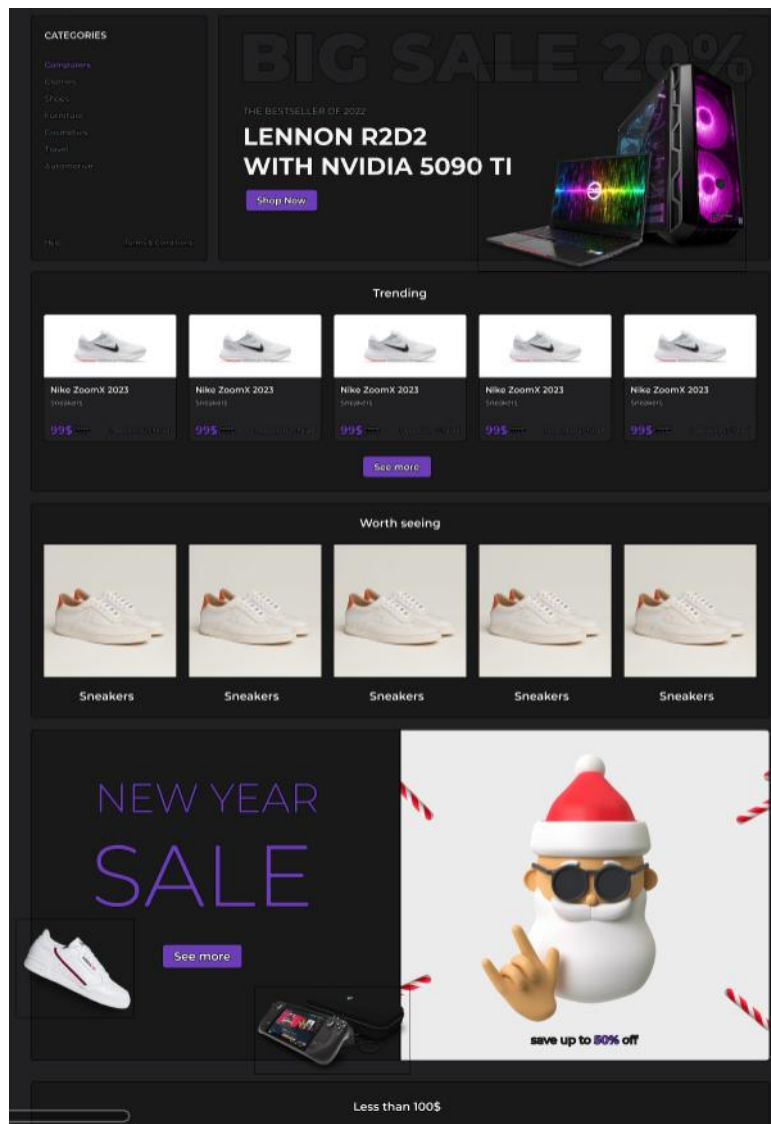 CATEGORIES
Computers
Clothes
Shoes
Furniture
Cosmetics
Travel
Automotive
Help
Terms & Conditions
BIG SALE 20%
THE BESTSELLER OF 2022
LENNON R2D2
WITH NVIDIA 5090 TI
Shop Now
Trending
Nike ZoomX 2023
Sneakers
99$
Nike ZoomX 2023
Sneakers
99$
Nike ZoomX 2023
Sneakers
99$
Nike ZoomX 2023
Sneakers
99$
Nike ZoomX 2023
Sneakers
99$
See more
Worth seeing
Sneakers
Sneakers
Sneakers
Sneakers
Sneakers
NEW YEAR
SALE
See more
save up to 50% off
Less than 100$